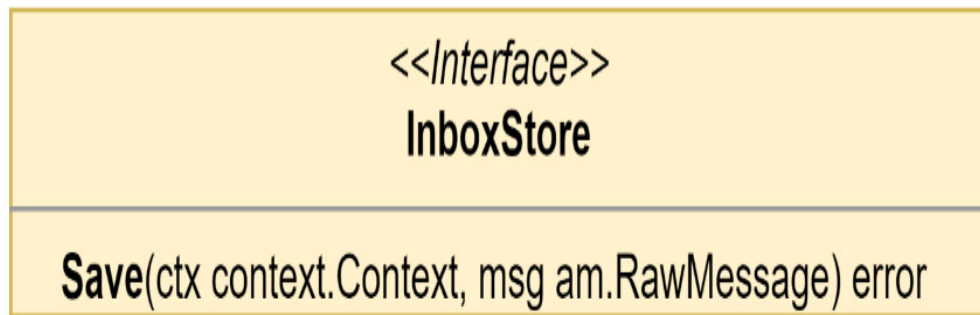 <<Interface>>
InboxStore
Save(ctx context.Context, msg am.RawMessage) error